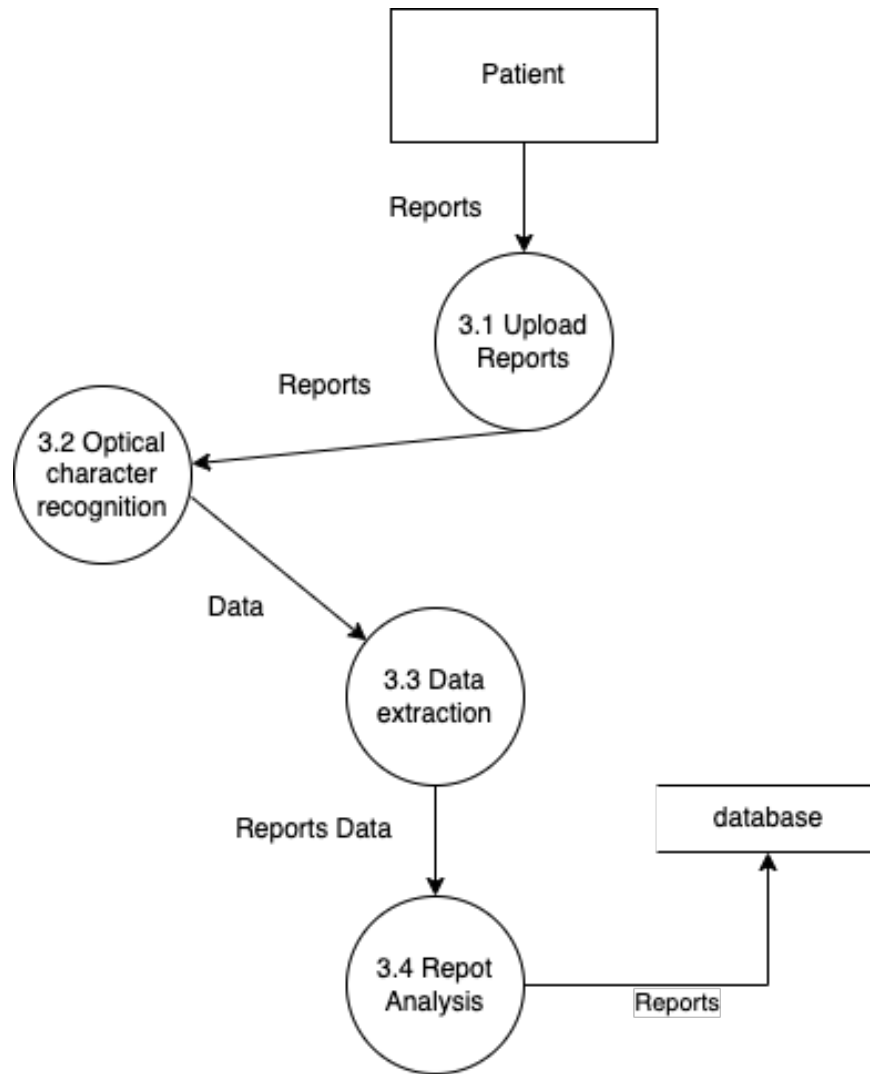 Patient
Reports
3.1 Upload
Reports
Reports
3.2 Optical
character
recognition
Data
3.3 Data
extraction
Reports Data
database
3.4 Repot
Analysis
Reports